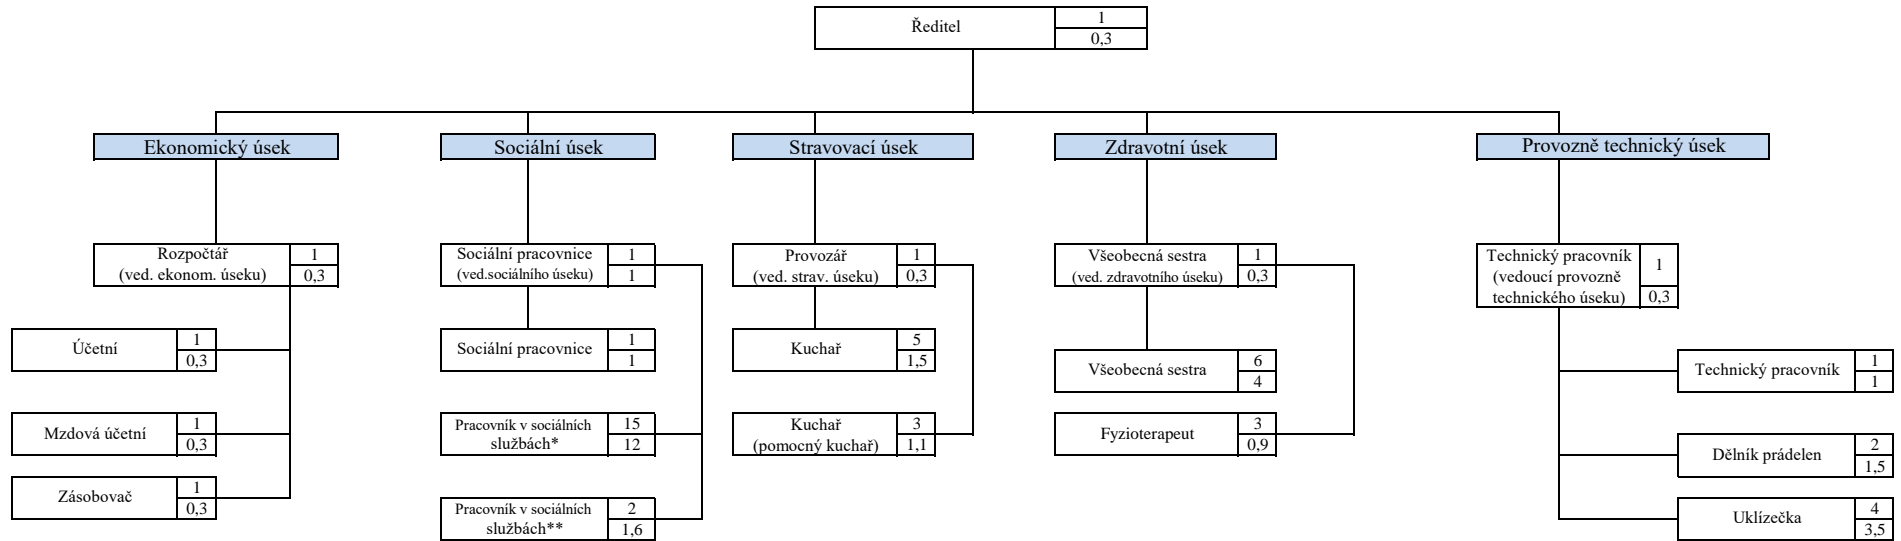 Ředitel
1
0,3
Ekonomický úsek
Sociální úsek
Stravovací úsek
Zdravotní úsek
Provozně technický úsek
Rozpočtář
(ved. ekonom. úseku)
1
0,3
Účetní
1
0,3
Mzdová účetní
1
0,3
Zásobovač
1
0,3
Sociální pracovnice
(ved.sociálního úseku)
1
1
Sociální pracovnice
1
1
Pracovník v sociálních
službách*
15
12
Pracovník v sociálních
službách**
2
1,6
Provozář
(ved. strav. úseku)
1
0,3
Kuchař
5
1,5
Kuchař
(pomocný kuchař)
3
1,1
Všeobecná sestra
(ved. zdravotního úseku)
1
0,3
Všeobecná sestra
6
4
Fyzioterapeut
3
0,9
Technický pracovník
(vedoucí provozně
technického úseku)
1
0,3
Technický pracovník
1
1
Dělník prádelen
2
1,5
Uklízečka
4
3,5